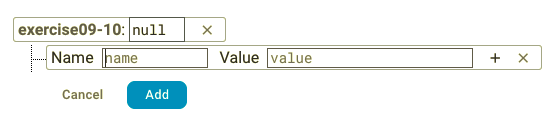 exercise09-10: null ×
Name name Value value + ×
Cancel Add